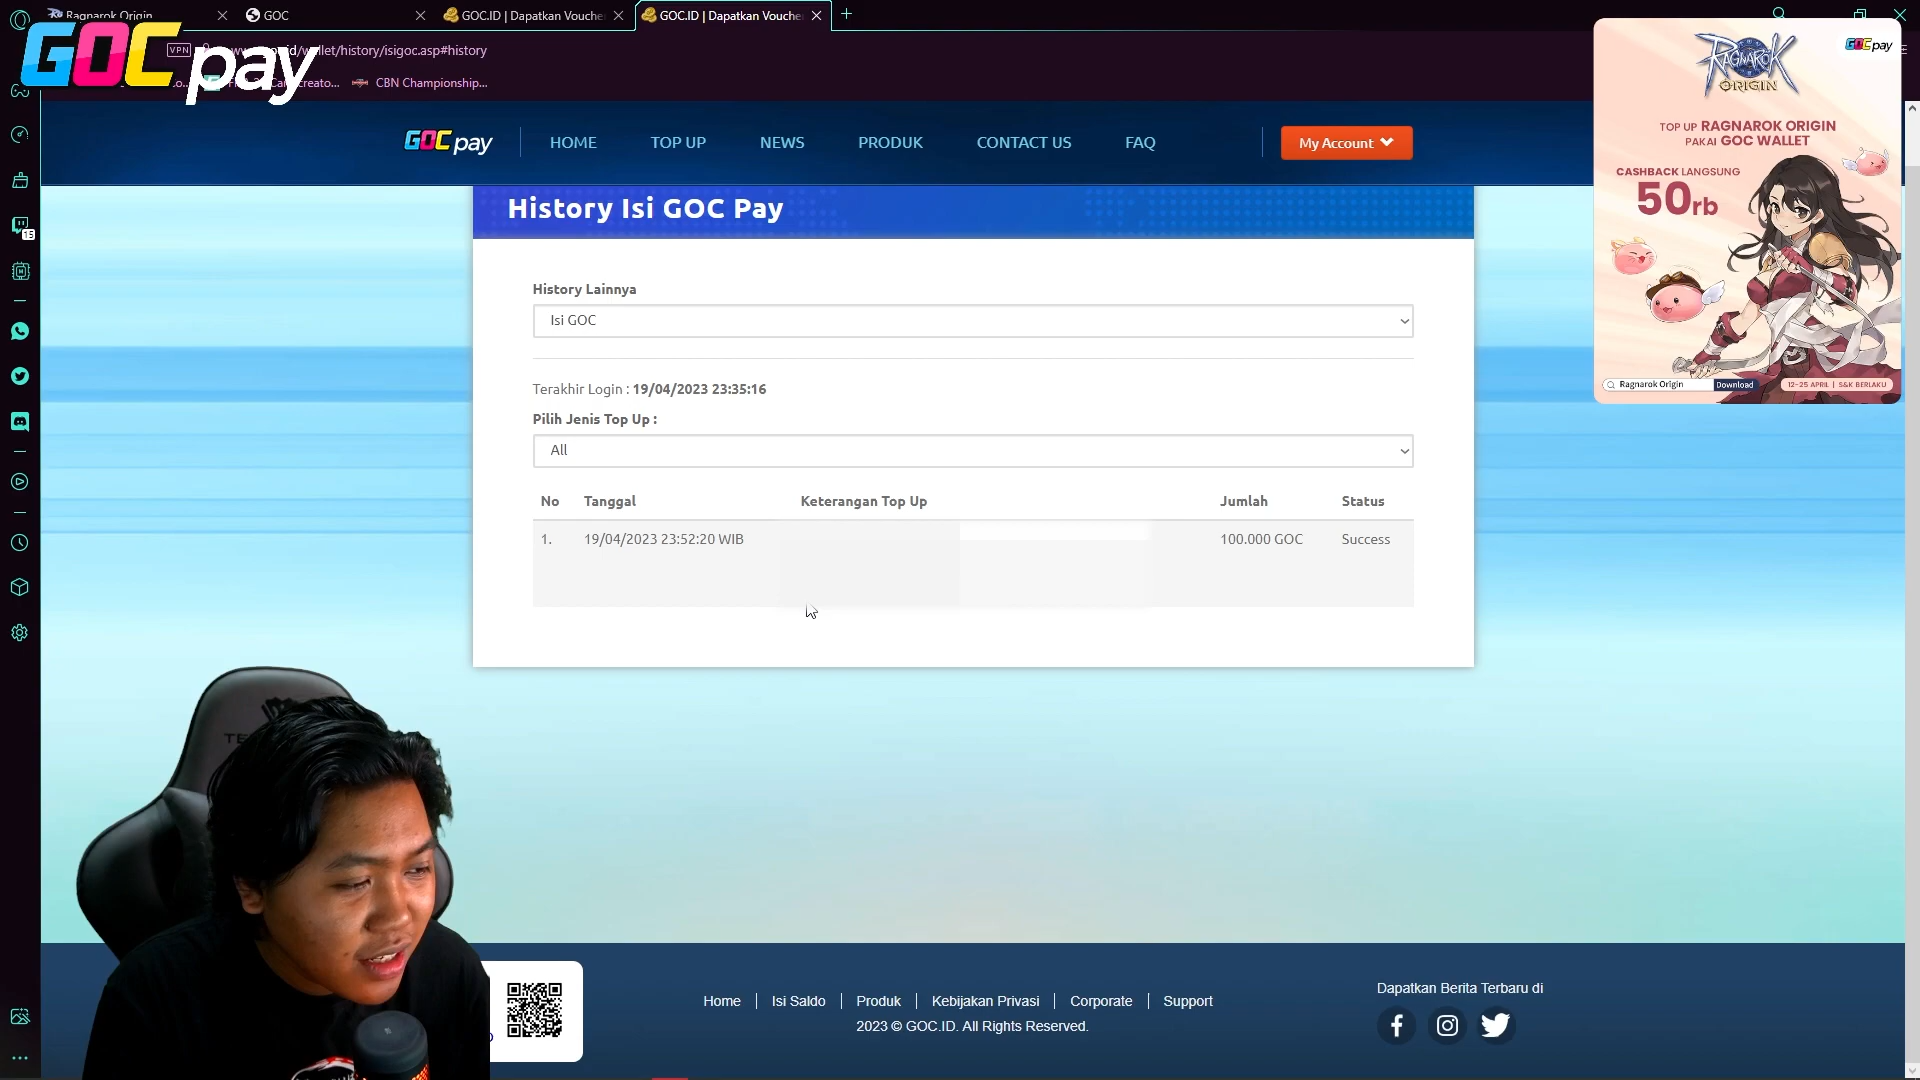 Ragnarok Origin
GOC
GOC.ID | Dapatkan Vouche
GOC.ID | Dapatkan Vouche
GOC pay
VPN
/history/isigoc.asp#history
CBN Championship...
15
GOC pay
HOME
TOP UP
NEWS
PRODUK
CONTACT US
FAQ
My Account
History Isi GOC Pay
History Lainnya
Isi GOC
Terakhir Login : 19/04/2023 23:35:16
Pilih Jenis Top Up :
All
No Tanggal Keterangan Top Up Jumlah Status
1. 19/04/2023 23:52:20 WIB 100.000 GOC Success
GOC pay
RAGNAROK
ORIGIN
TOP UP RAGNAROK ORIGIN
PAKAI GOC WALLET
CASHBACK LANGSUNG
50rb
Ragnarok Origin Download
12-25 APRIL | S&K BERLAKU
Home | Isi Saldo | Produk | Kebijakan Privasi | Corporate | Support
2023 © GOC.ID. All Rights Reserved.
Dapatkan Berita Terbaru di